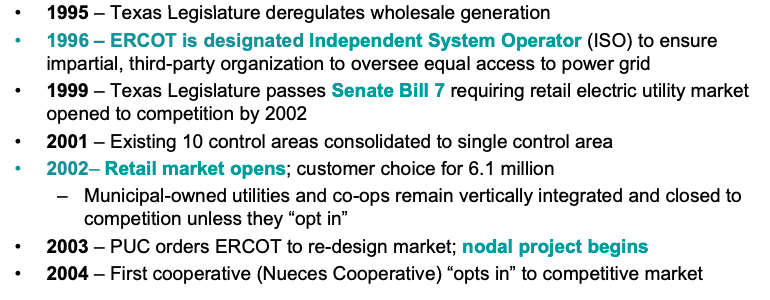 • 1995 – Texas Legislature deregulates wholesale generation
• 1996 – ERCOT is designated Independent System Operator (ISO) to ensure
impartial, third-party organization to oversee equal access to power grid
• 1999 – Texas Legislature passes Senate Bill 7 requiring retail electric utility market
opened to competition by 2002
• 2001 – Existing 10 control areas consolidated to single control area
• 2002– Retail market opens; customer choice for 6.1 million
– Municipal-owned utilities and co-ops remain vertically integrated and closed to
competition unless they “opt in”
• 2003 – PUC orders ERCOT to re-design market; nodal project begins
• 2004 – First cooperative (Nueces Cooperative) “opts in” to competitive market